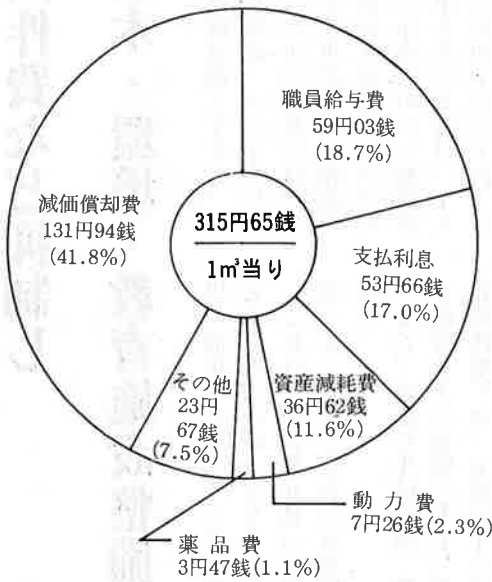 職員給与費
59円03銭
(18.7%)
減価償却費
131円94銭
(41.8%)
315円65銭
1㎥当り
支払利息
53円66銭
(17.0%)
その他
23円
67銭
(7.5%)
資産減耗費
36円62銭
(11.6%)
動力費
7円26銭(2.3%)
薬品費
3円47銭(1.1%)